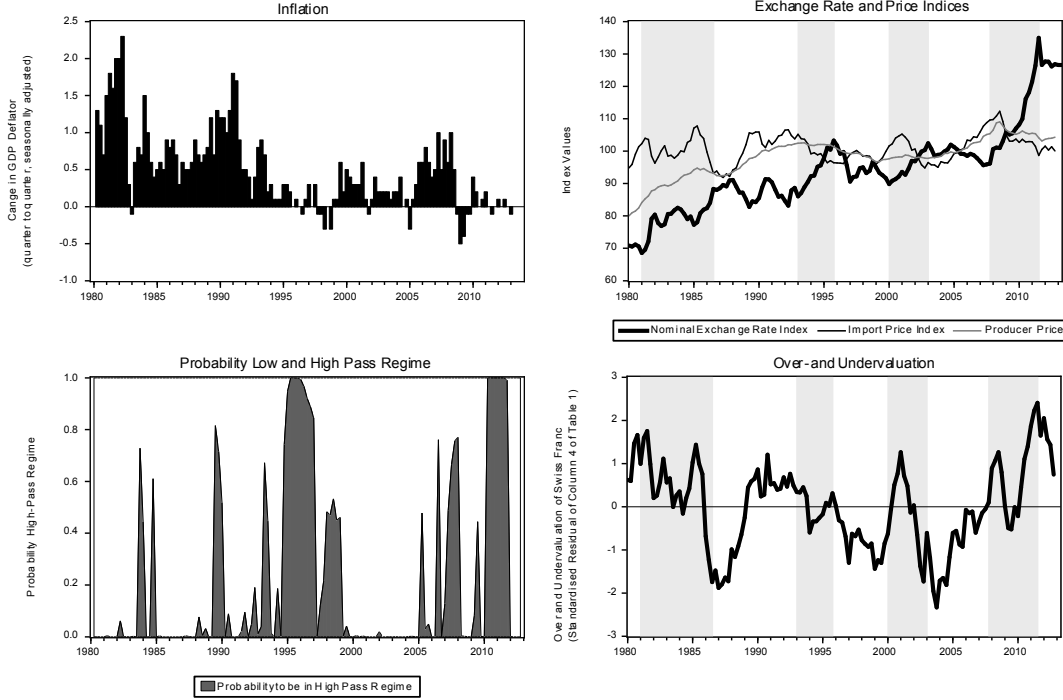 Inflation
Cange in GDP Deflator
(quarter to quarter, seasonally adjusted)
2.5
2.0
1.5
1.0
0.5
0.0
-0.5
-1.0
1980 1985 1990 1995 2000 2005 2010
Exchange Rate and Price Indices
Index Values
140
130
120
110
100
90
80
70
60
1980 1985 1990 1995 2000 2005 2010
Nominal Exchange Rate Index Import Price Index Producer Price
Probability Low and High Pass Regime
Probability High-Pass Regime
1.0
0.8
0.6
0.4
0.2
0.0
1980 1985 1990 1995 2000 2005 2010
Probability to be in High Pass Regime
Over- and Undervaluation
Over and Undervaluation of Swiss Franc
(Standardised Residual of Column 4 of Table 1)
3
2
1
0
-1
-2
-3
1980 1985 1990 1995 2000 2005 2010